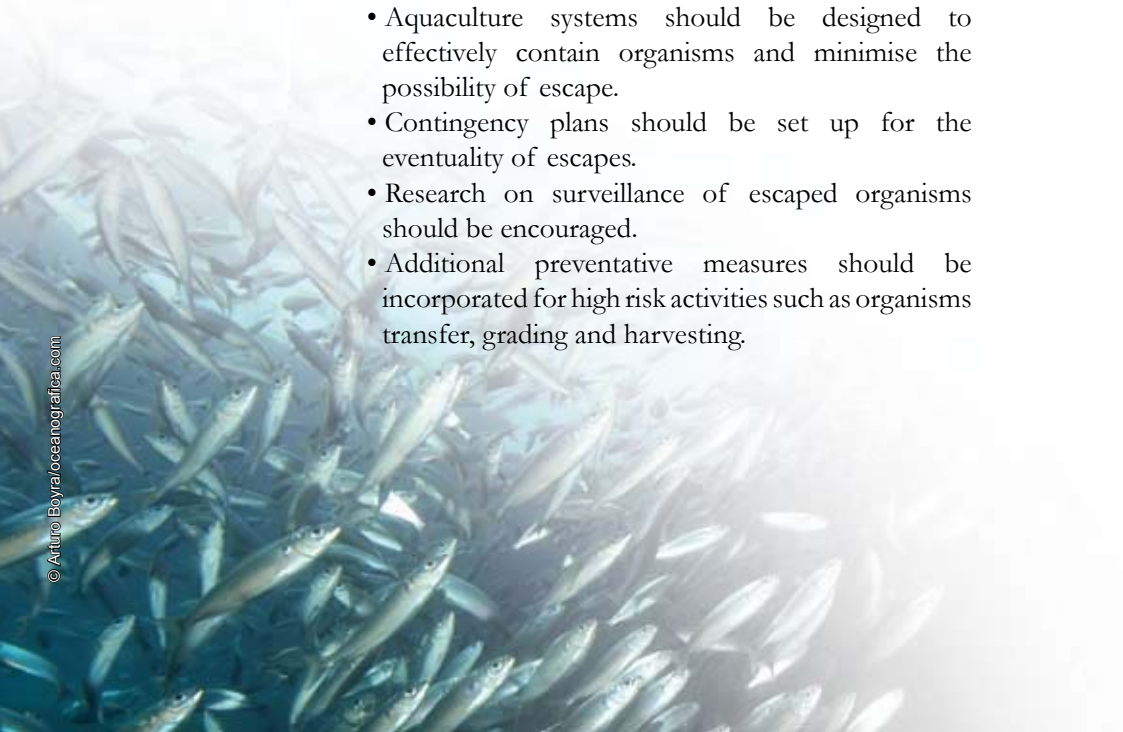 • Aquaculture systems should be designed to
effectively contain organisms and minimise the
possibility of escape.
• Contingency plans should be set up for the
eventuality of escapes.
• Research on surveillance of escaped organisms
should be encouraged.
• Additional preventative measures should be
incorporated for high risk activities such as organisms
transfer, grading and harvesting.
© Arturo Boyra/oceanografica.com